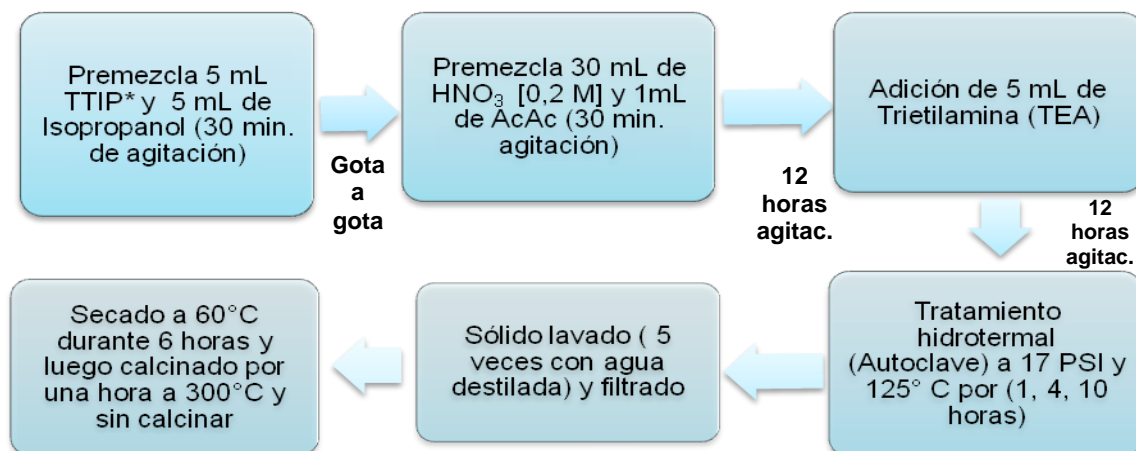 Premezcla 5 mL
TTIP* y 5 mL de
Isopropanol (30 min.
de agitación)
Gota
a
gota
Premezcla 30 mL de
HNO₃ [0,2 M] y 1mL
de AcAc (30 min.
agitación)
12
horas
agitac.
Adición de 5 mL de
Trietilamina (TEA)
12
horas
agitac.
Tratamiento
hidrotermal
(Autoclave) a 17 PSI y
125° C por (1, 4, 10
horas)
Sólido lavado ( 5
veces con agua
destilada) y filtrado
Secado a 60°C
durante 6 horas y
luego calcinado por
una hora a 300°C y
sin calcinar